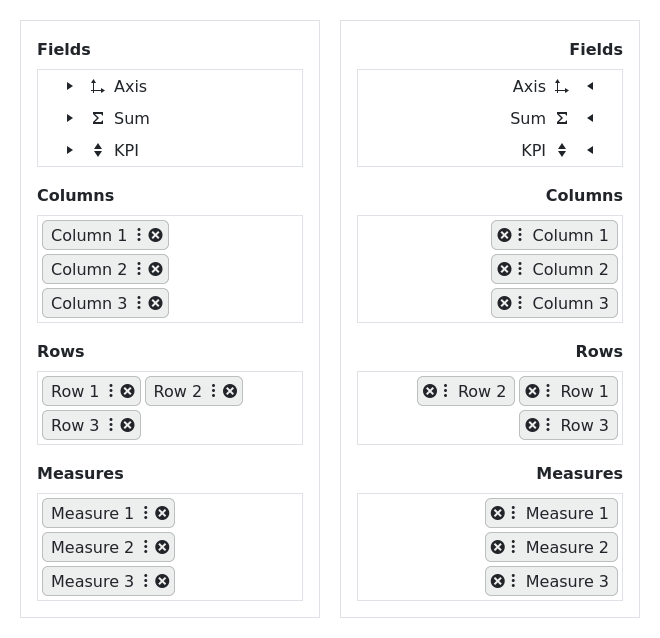 Fields
Axis
Sum
KPI
Columns
Column 1
Column 2
Column 3
Rows
Row 1 Row 2
Row 3
Measures
Measure 1
Measure 2
Measure 3
Fields
Axis
Sum
KPI
Columns
Column 1
Column 2
Column 3
Rows
Row 2 Row 1
Row 3
Measures
Measure 1
Measure 2
Measure 3